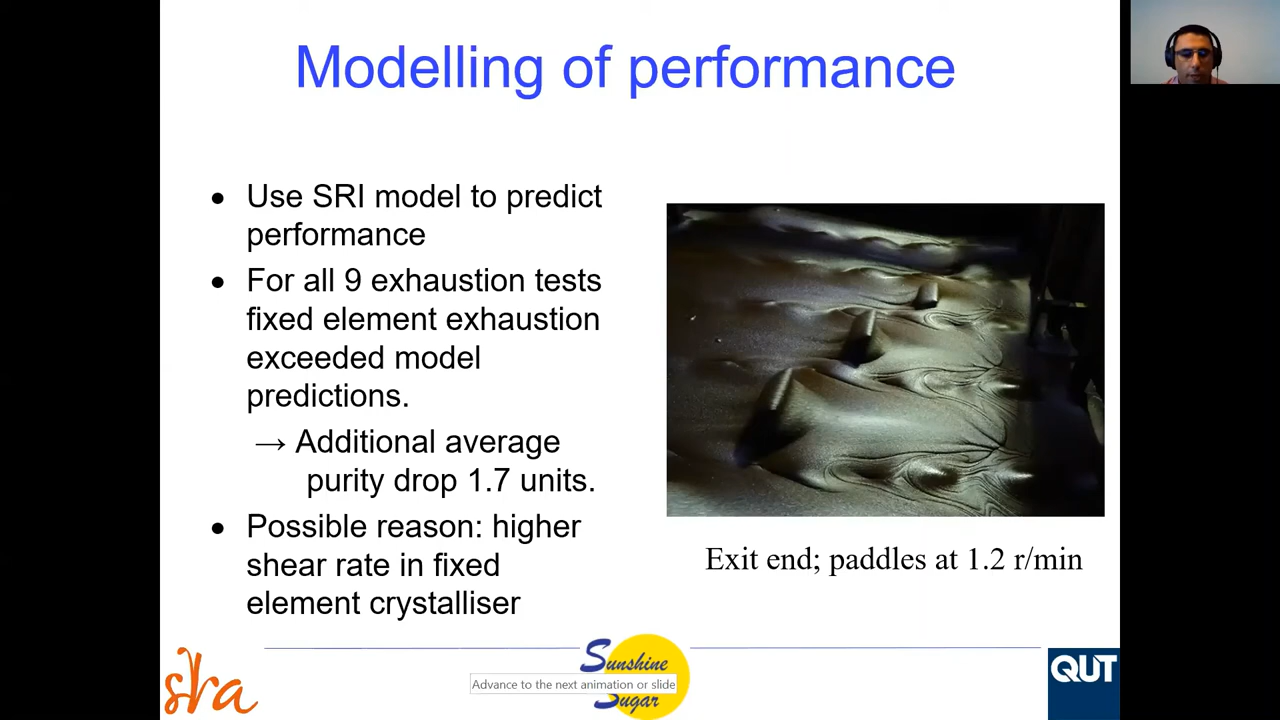 Modelling of performance
• Use SRI model to predict
performance
• For all 9 exhaustion tests
fixed element exhaustion
exceeded model
predictions.
→ Additional average
purity drop 1.7 units.
• Possible reason: higher
shear rate in fixed
element crystalliser
Exit end; paddles at 1.2 r/min
sra
Sunshine
Advance to the next animation or slide
Sugar
QUT